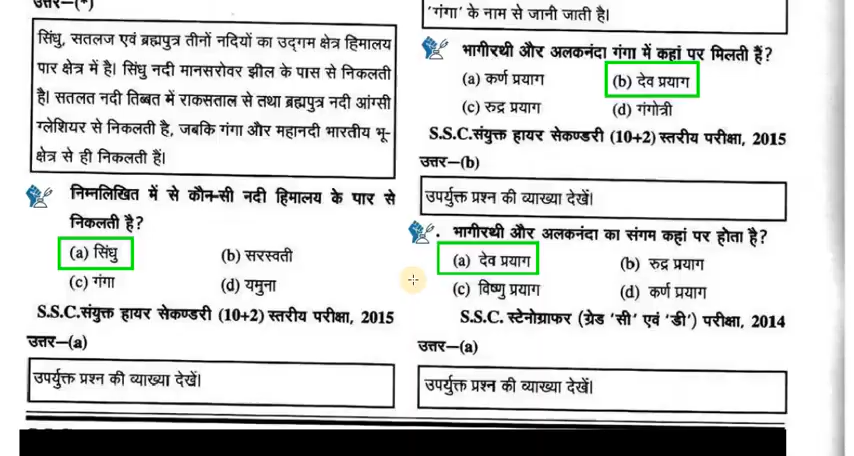 उत्तर—(*)
सिंधु, सतलज एवं ब्रह्मपुत्र तीनों नदियों का उद्गम क्षेत्र हिमालय
पार क्षेत्र में है। सिंधु नदी मानसरोवर झील के पास से निकलती
है। सतलत नदी तिब्बत में राकसताल से तथा ब्रह्मपुत्र नदी आंग्सी
ग्लेशियर से निकलती है, जबकि गंगा और महानदी भारतीय भू-
क्षेत्र से ही निकलती हैं।
निम्नलिखित में से कौन-सी नदी हिमालय के पार से
निकलती है?
(a) सिंधु (b) सरस्वती
(c) गंगा (d) यमुना
S.S.C.संयुक्त हायर सेकण्डरी (10+2) स्तरीय परीक्षा, 2015
उत्तर—(a)
उपर्युक्त प्रश्न की व्याख्या देखें।
'गंगा' के नाम से जानी जाती है।
भागीरथी और अलकनंदा गंगा में कहां पर मिलती हैं?
(a) कर्ण प्रयाग (b) देव प्रयाग
(c) रुद्र प्रयाग (d) गंगोत्री
S.S.C.संयुक्त हायर सेकण्डरी (10+2) स्तरीय परीक्षा, 2015
उत्तर—(b)
उपर्युक्त प्रश्न की व्याख्या देखें।
. भागीरथी और अलकनंदा का संगम कहां पर होता है?
(a) देव प्रयाग (b) रुद्र प्रयाग
(c) विष्णु प्रयाग (d) कर्ण प्रयाग
S.S.C. स्टेनोग्राफर (ग्रेड 'सी' एवं 'डी') परीक्षा, 2014
उत्तर—(a)
उपर्युक्त प्रश्न की व्याख्या देखें।